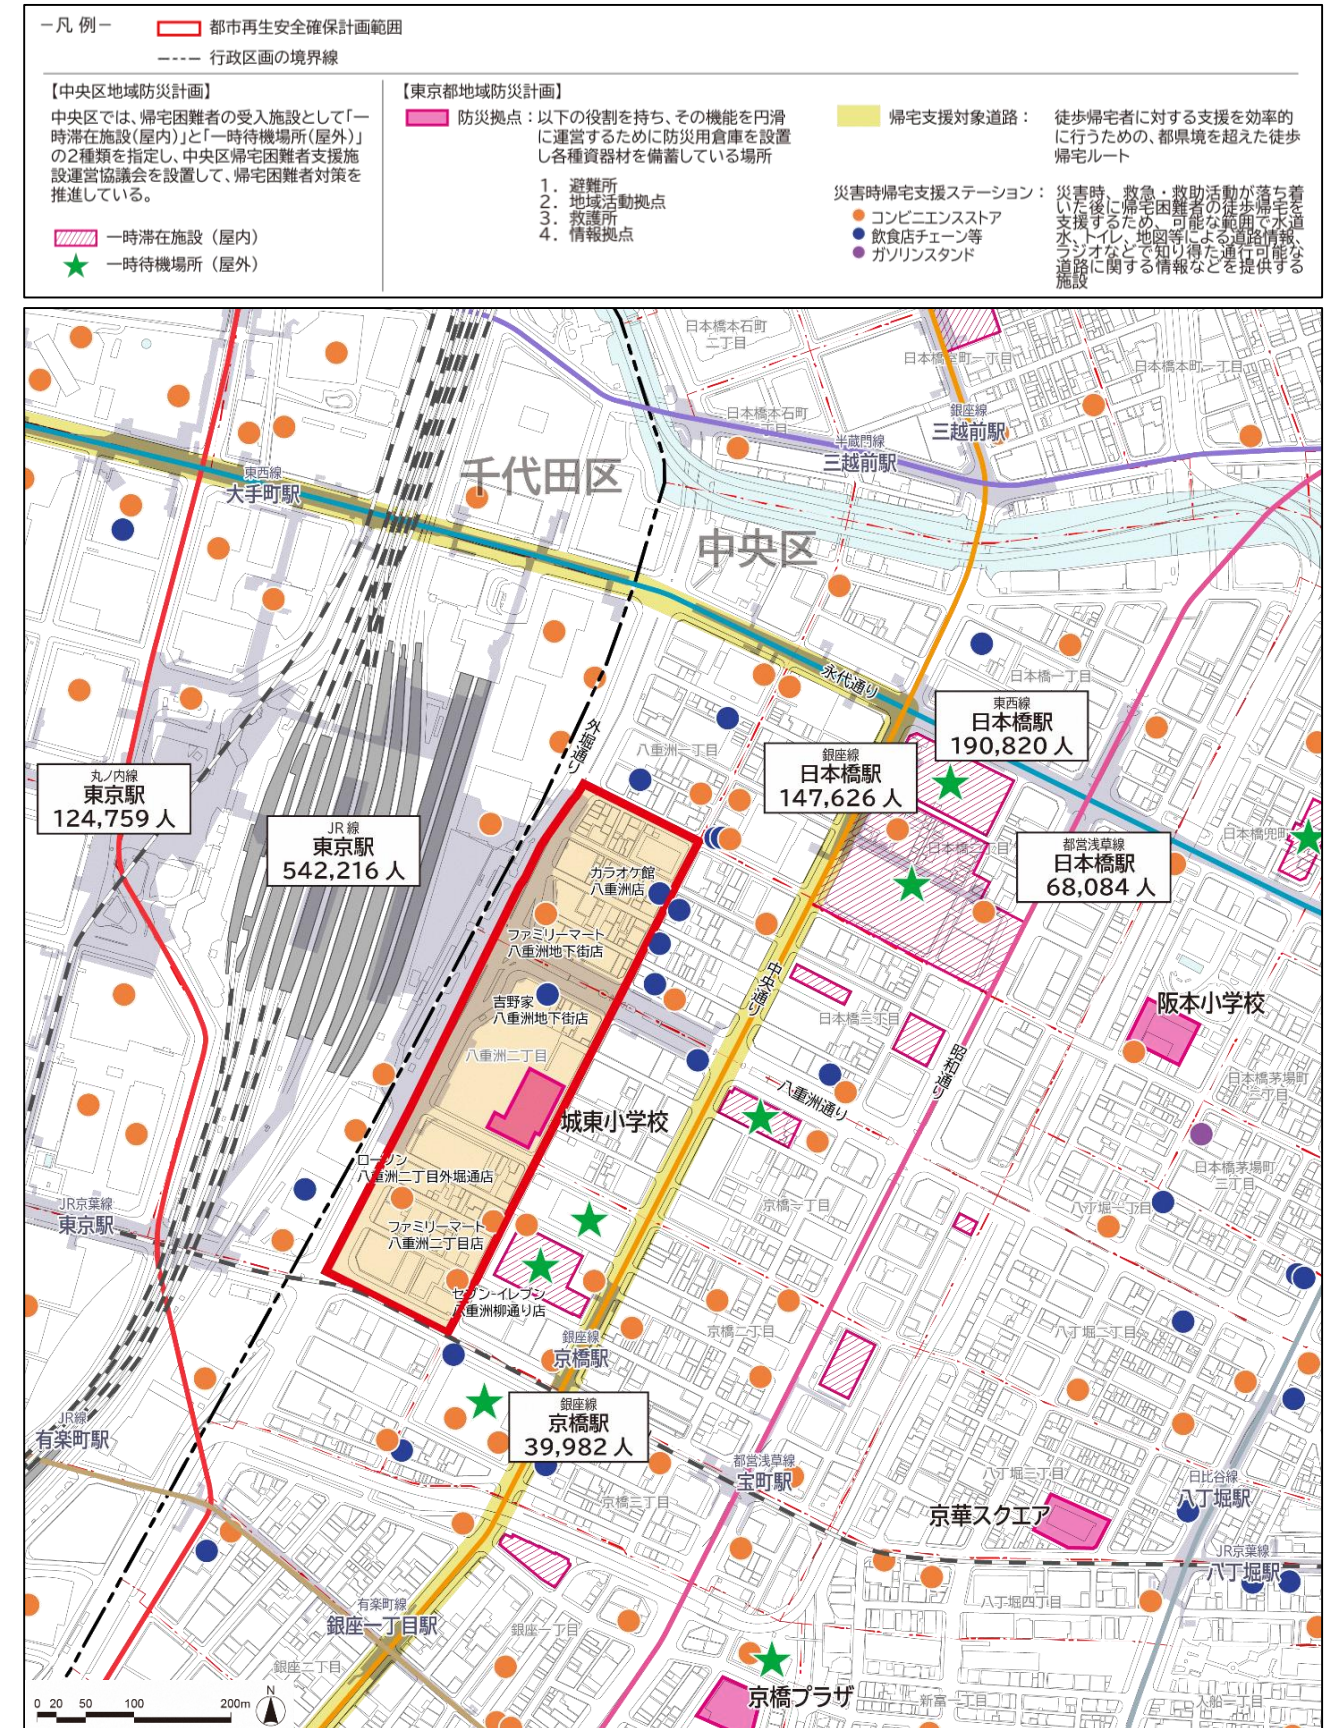 －凡 例－
都市再生安全確保計画範囲
行政区画の境界線
【中央区地域防災計画】
中央区では、帰宅困難者の受入施設として「一
時滞在施設（屋内）」と「一時待機場所（屋外）」
の２種類を指定し、中央区帰宅困難者支援施
設運営協議会を設置して、帰宅困難者対策を
推進している。
一時滞在施設（屋内）
一時待機場所（屋外）
【東京都地域防災計画】
防災拠点：以下の役割を持ち、その機能を円滑
に運営するために防災用倉庫を設置
し各種資器材を備蓄している場所
１．避難所
２．地域活動拠点
３．救護所
４．情報拠点
帰宅支援対象道路：
徒歩帰宅者に対する支援を効率的
に行うための、都県境を超えた徒歩
帰宅ルート
災害時帰宅支援ステーション：
コンビニエンスストア
飲食店チェーン等
ガソリンスタンド
災害時、救急・救助活動が落ち着
いた後に帰宅困難者の徒歩帰宅を
支援するため、可能な範囲で水道
水、トイレ、地図等による道路情報、
ラジオなどで知り得た通行可能な
道路に関する情報などを提供する
施設
日本橋本石町
二丁目
日本橋室町一丁目
日本橋本町一丁目
日本橋本石町
一丁目
銀座線
三越前駅
半蔵門線
三越前駅
千代田区
東西線
大手町駅
中央区
永代通り
日本橋一丁目
外堀通り
八重洲一丁目
東西線
日本橋駅
190,820 人
銀座線
日本橋駅
147,626 人
丸ノ内線
東京駅
124,759 人
JR 線
東京駅
542,216 人
都営浅草線
日本橋駅
68,084 人
日本橋兜町
日本橋二丁目
カラオケ館
八重洲店
ファミリーマート
八重洲地下街店
吉野家
八重洲地下街店
中央通り
日本橋三丁目
阪本小学校
八重洲二丁目
昭和通り
日本橋茅場町
二丁目
城東小学校
八重洲通り
ローソン
八重洲二丁目外堀通店
日本橋茅場町
三丁目
JR京葉線
東京駅
京橋一丁目
八丁堀一丁目
ファミリーマート
八重洲二丁目店
セブン-イレブン
八重洲柳通り店
銀座線
京橋駅
京橋二丁目
八丁堀二丁目
銀座線
京橋駅
39,982 人
JR線
有楽町駅
都営浅草線
宝町駅
八丁堀三丁目
日比谷線
八丁堀駅
京橋三丁目
京華スクエア
JR京葉線
八丁堀駅
有楽町線
銀座一丁目駅
銀座一丁目
八丁堀四丁目
銀座二丁目
京橋プラザ
新富一丁目
入船一丁目
0 20 50 100 200m
N